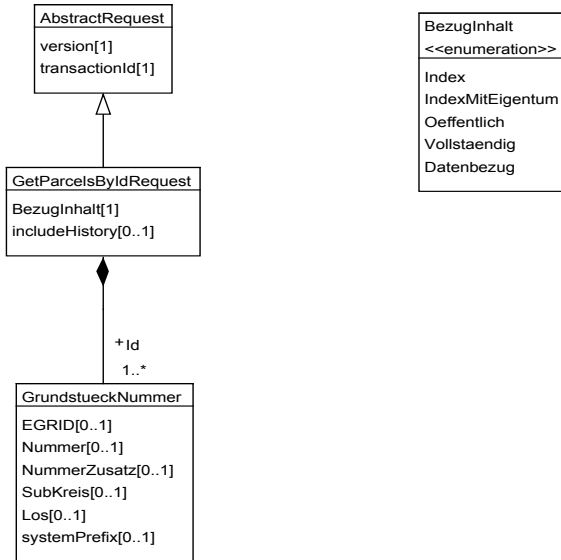 AbstractRequest
version[1]
transactionId[1]
GetParcelsByIdRequest
BezugInhalt[1]
includeHistory[0..1]
+Id
1..*
GrundstueckNummer
EGRID[0..1]
Nummer[0..1]
NummerZusatz[0..1]
SubKreis[0..1]
Los[0..1]
systemPrefix[0..1]
BezugInhalt
<<enumeration>>
Index
IndexMitEigentum
Oeffentlich
Vollstaendig
Datenbezug